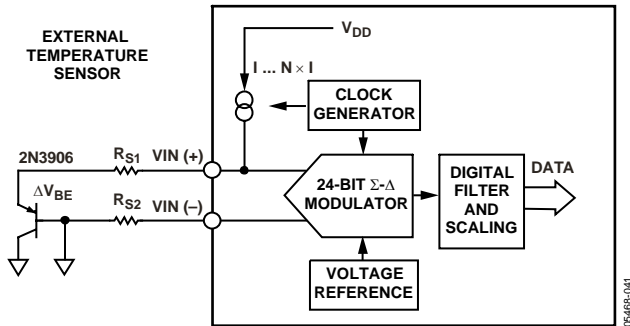 EXTERNAL
TEMPERATURE
SENSOR
V_DD
I ... N × I
CLOCK
GENERATOR
2N3906
R_S1
VIN (+)
ΔV_BE
R_S2
VIN (–)
24-BIT Σ-Δ
MODULATOR
DIGITAL
FILTER
AND
SCALING
DATA
VOLTAGE
REFERENCE
05468-041